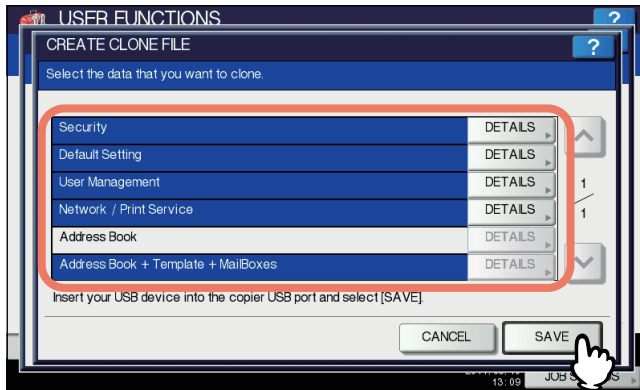 USER FUNCTIONS
?
CREATE CLONE FILE
?
Select the data that you want to clone.
Security DETAILS
Default Setting DETAILS
User Management DETAILS
1
Network / Print Service DETAILS
1
Address Book DETAILS
Address Book + Template + MailBoxes DETAILS
Insert your USB device into the copier USB port and select [SAVE].
CANCEL SAVE
13:09 JOB